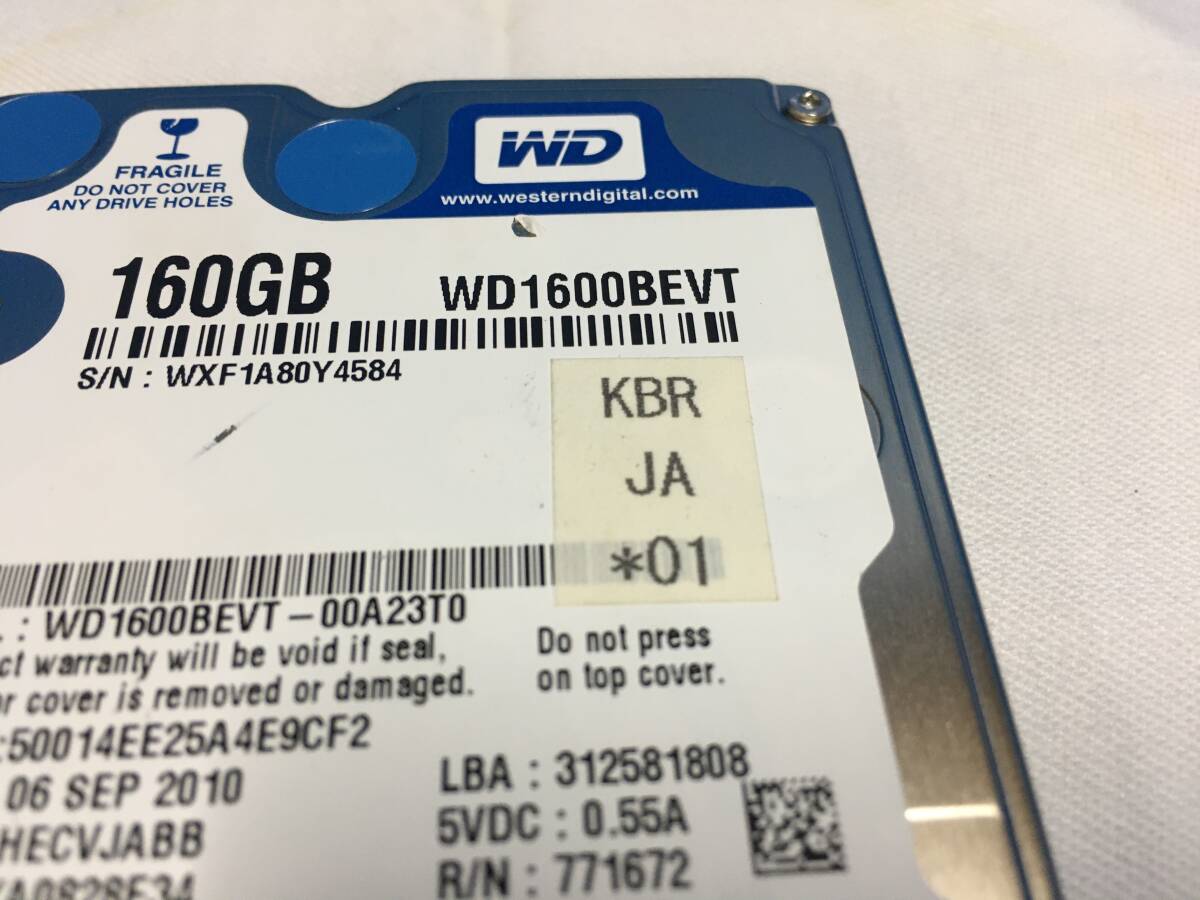 FRAGILE
DO NOT COVER
ANY DRIVE HOLES
WD
www.westerndigital.com
160GB
WD1600BEVT
S/N : WXF1A80Y4584
KBR
JA
*01
: WD1600BEVT-00A23T0
ct warranty will be void if seal,
r cover is removed or damaged.
Do not press
on top cover.
:50014EE25A4E9CF2
06 SEP 2010
HECVJABB
LBA : 312581808
5VDC : 0.55A
R/N : 771672